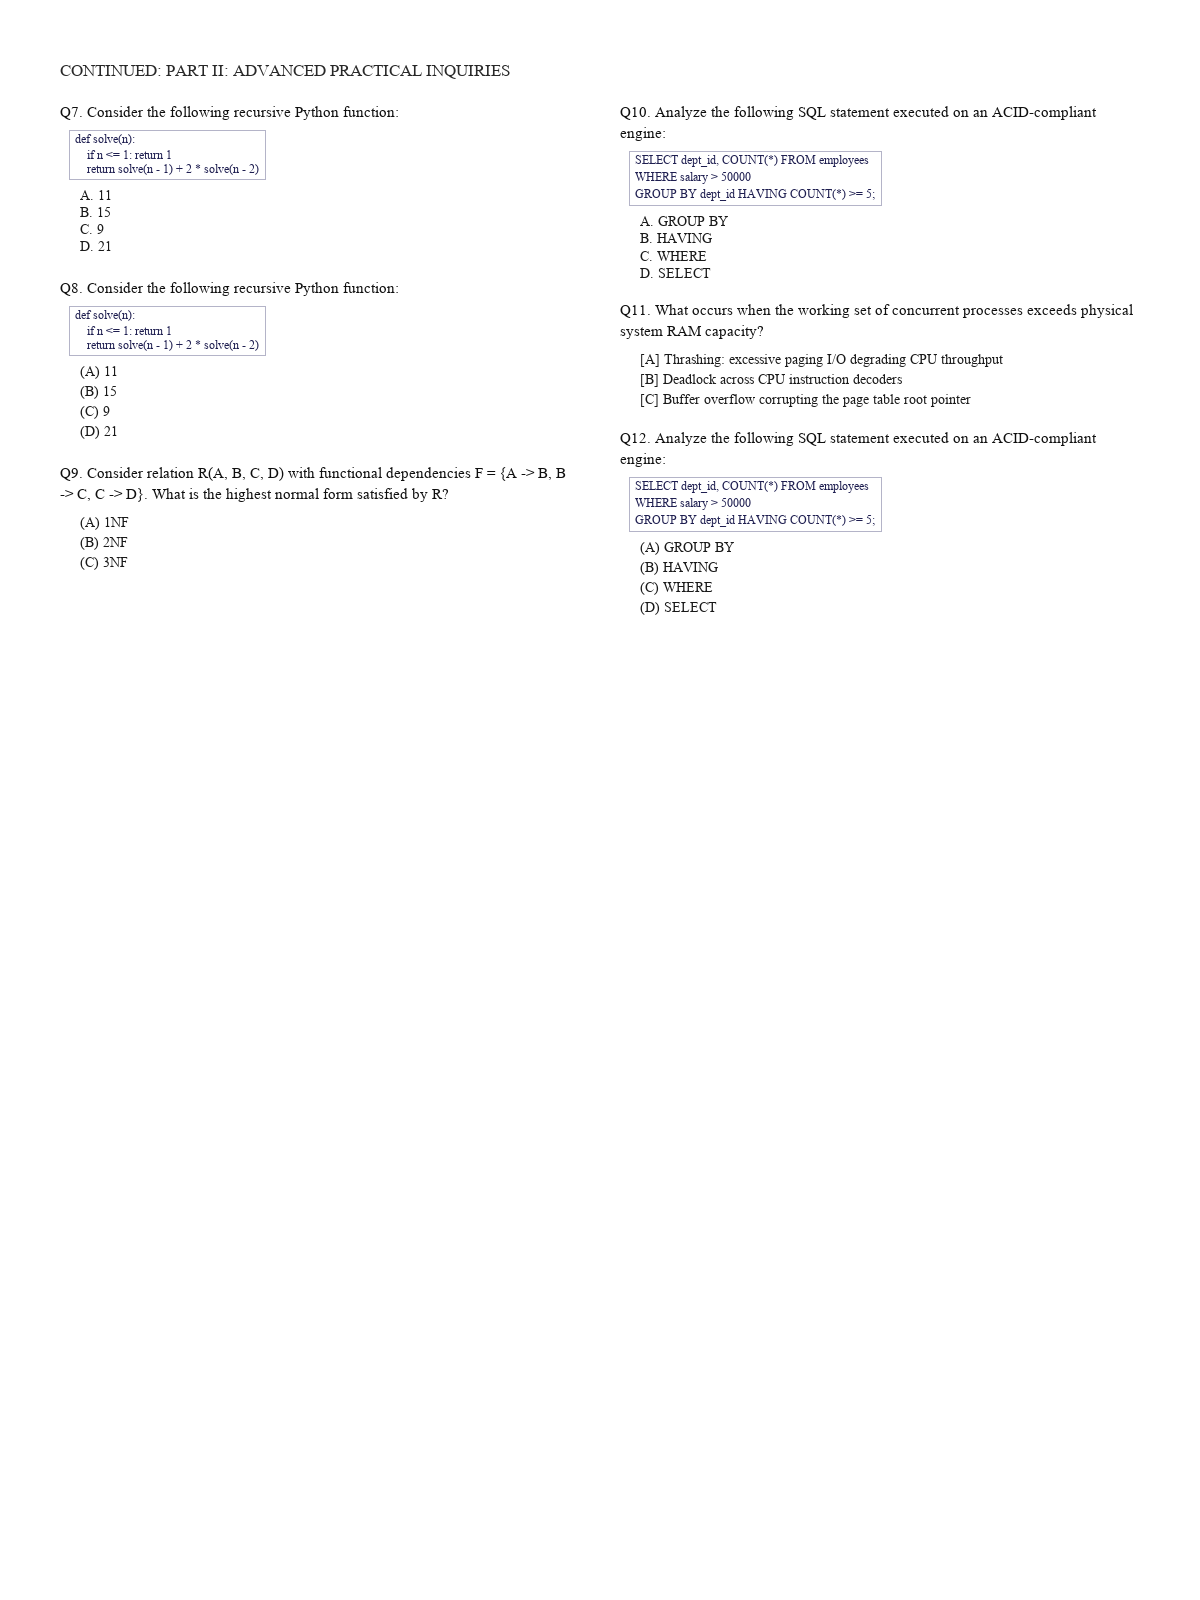 CONTINUED: PART II: ADVANCED PRACTICAL INQUIRIES
Q7. Consider the following recursive Python function:
def solve(n):
    if n <= 1: return 1
    return solve(n - 1) + 2 * solve(n - 2)
A. 11
B. 15
C. 9
D. 21
Q8. Consider the following recursive Python function:
def solve(n):
    if n <= 1: return 1
    return solve(n - 1) + 2 * solve(n - 2)
(A) 11
(B) 15
(C) 9
(D) 21
Q9. Consider relation R(A, B, C, D) with functional dependencies F = {A -> B, B
-> C, C -> D}. What is the highest normal form satisfied by R?
(A) 1NF
(B) 2NF
(C) 3NF
Q10. Analyze the following SQL statement executed on an ACID-compliant
engine:
SELECT dept_id, COUNT(*) FROM employees
WHERE salary > 50000
GROUP BY dept_id HAVING COUNT(*) >= 5;
A. GROUP BY
B. HAVING
C. WHERE
D. SELECT
Q11. What occurs when the working set of concurrent processes exceeds physical
system RAM capacity?
[A] Thrashing: excessive paging I/O degrading CPU throughput
[B] Deadlock across CPU instruction decoders
[C] Buffer overflow corrupting the page table root pointer
Q12. Analyze the following SQL statement executed on an ACID-compliant
engine:
SELECT dept_id, COUNT(*) FROM employees
WHERE salary > 50000
GROUP BY dept_id HAVING COUNT(*) >= 5;
(A) GROUP BY
(B) HAVING
(C) WHERE
(D) SELECT